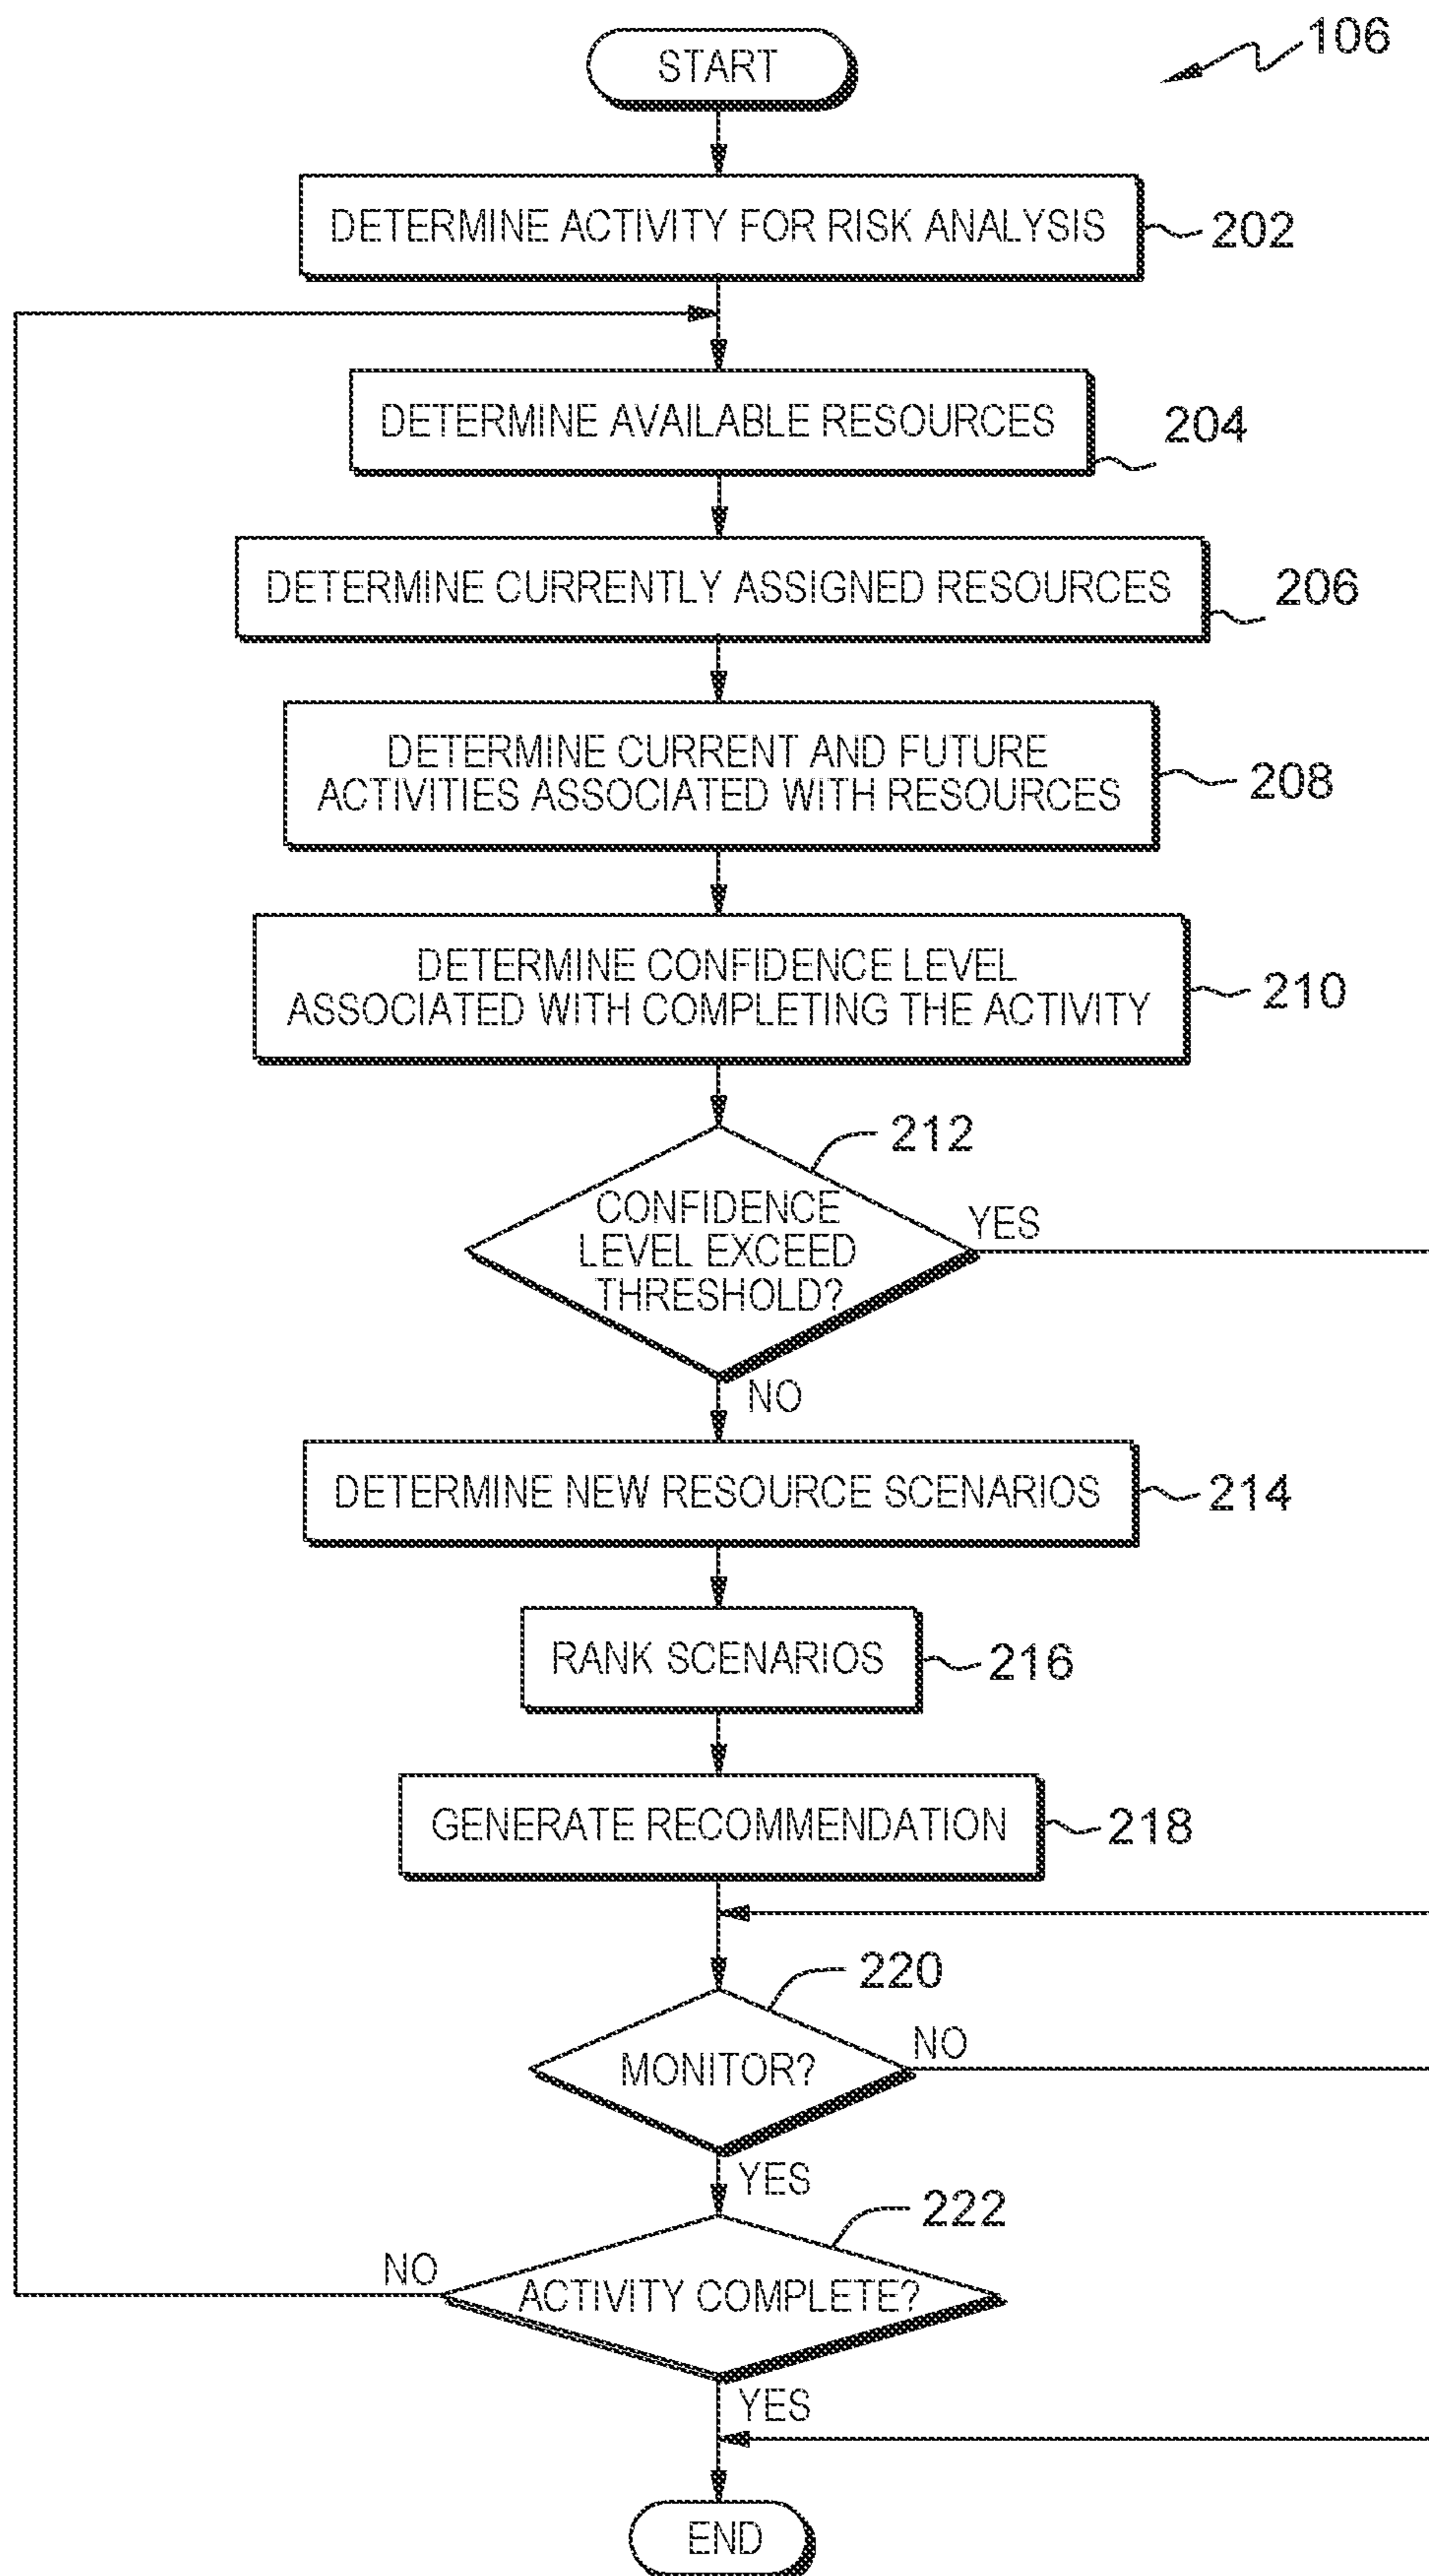 106
START
DETERMINE ACTIVITY FOR RISK ANALYSIS
202
DETERMINE AVAILABLE RESOURCES
204
DETERMINE CURRENTLY ASSIGNED RESOURCES
206
DETERMINE CURRENT AND FUTURE
ACTIVITIES ASSOCIATED WITH RESOURCES
208
DETERMINE CONFIDENCE LEVEL
ASSOCIATED WITH COMPLETING THE ACTIVITY
210
212
CONFIDENCE
LEVEL EXCEED
THRESHOLD?
YES
NO
DETERMINE NEW RESOURCE SCENARIOS
214
RANK SCENARIOS
216
GENERATE RECOMMENDATION
218
220
MONITOR?
NO
YES
222
NO
ACTIVITY COMPLETE?
YES
END